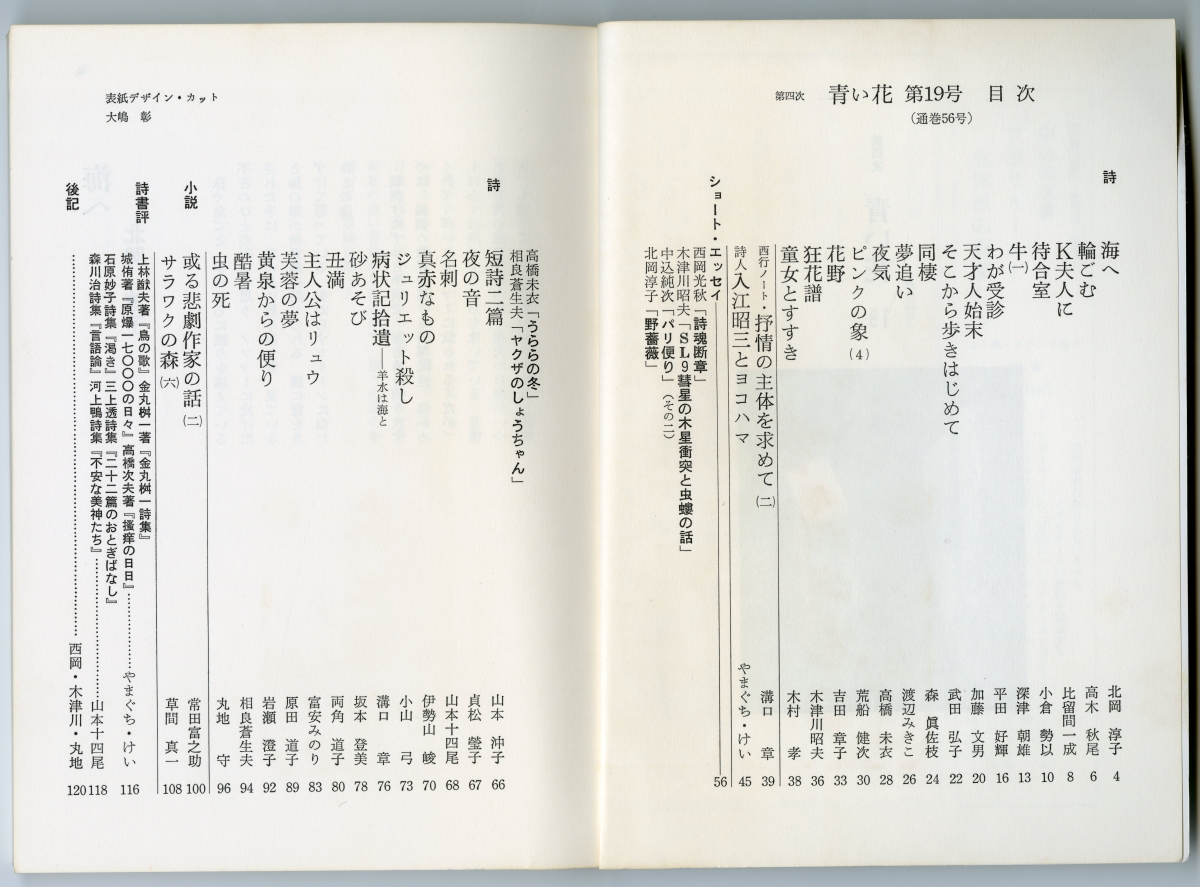 第四次 青い花 第19号 目次
（通巻56号）
詩
海へ 北岡 淳子 4
輪ごむ 高木 秋尾 6
K夫人に 比留間一成 8
待合室 小倉 勢以 10
牛㈠ 深津 朝雄 13
わが受診 平田 好輝 16
天才人始末 加藤 文男 20
そこから歩きはじめて 武田 弘子 22
同棲 森 眞佐枝 24
夢追い 渡辺みきこ 26
夜気 高橋 未衣 28
ピンクの象（4） 荒船 健次 30
花野 吉田 章子 33
狂花譜 木津川昭夫 36
童女とすすき 木村 孝 38
西行ノート・抒情の主体を求めて㈡ 溝口 章 39
詩人入江昭三とヨコハマ やまぐち・けい 45
ショート・エッセイ 56
西岡光秋「詩魂断章」
木津川昭夫「SL9彗星の木星衝突と虫螻の話」
中込純次「パリ便り」（その二）
北岡淳子「野薔薇」
高橋未衣「うららの冬」
相良蒼生夫「ヤクザのしょうちゃん」
詩
短詩二篇 山本 沖子 66
夜の音 貞松 瑩子 67
名刺 山本十四尾 68
真赤なもの 伊勢山 峻 70
ジュリエット殺し 小山 弓 73
病状記拾遺──羊水は海と 溝口 章 76
砂あそび 坂本 登美 78
丑満 両角 道子 80
主人公はリュウ 富安みのり 83
芙蓉の夢 原田 道子 89
黄泉からの便り 岩瀬 澄子 92
酷暑 相良蒼生夫 94
虫の死 丸地 守 96
小説
或る悲劇作家の話㈡ 常田富之助 100
サラワクの森㈥ 草間 真一 108
詩書評
上林猷夫著『鳥の歌』金丸桝一著『金丸桝一詩集』
城侑著『原爆一七〇〇〇の日々』高橋次夫著『搔痒の日日』 やまぐち・けい 116
石原妙子詩集『渇き』三上透詩集『二十二篇のおとぎばなし』
森川治詩集『言語論』河上鴨詩集『不安な美神たち』 山本十四尾 118
後記 西岡・木津川・丸地 120
表紙デザイン・カット
大嶋 彰